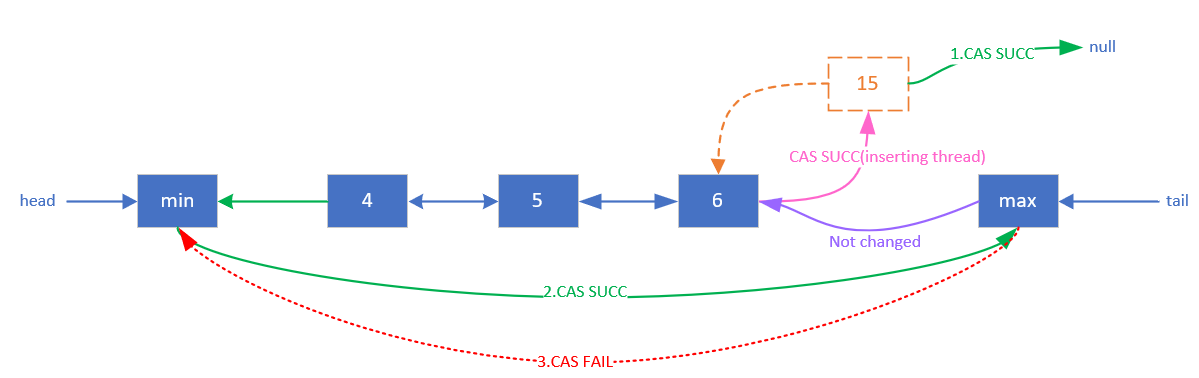 1.CAS SUCC
null
15
CAS SUCC(inserting thread)
head
min
4
5
6
max
tail
Not changed
2.CAS SUCC
3.CAS FAIL